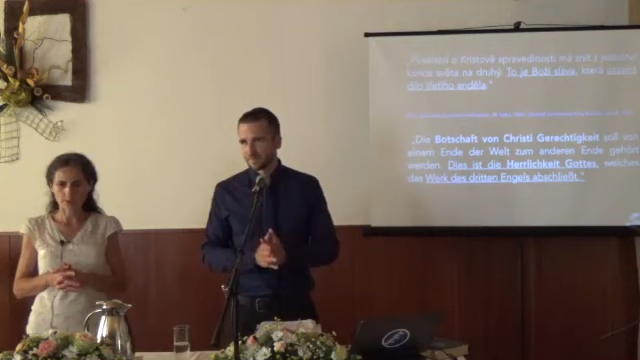 „Poselství o Kristově spravedlnosti má znít z jednoho
konce světa na druhý. To je Boží sláva, která uzavírá
dílo třetího anděla.“
„Die Botschaft von Christi Gerechtigkeit soll von
einem Ende der Welt zum anderen Ende gehört
werden. Dies ist die Herrlichkeit Gottes, welches
das Werk des dritten Engels abschließt.“